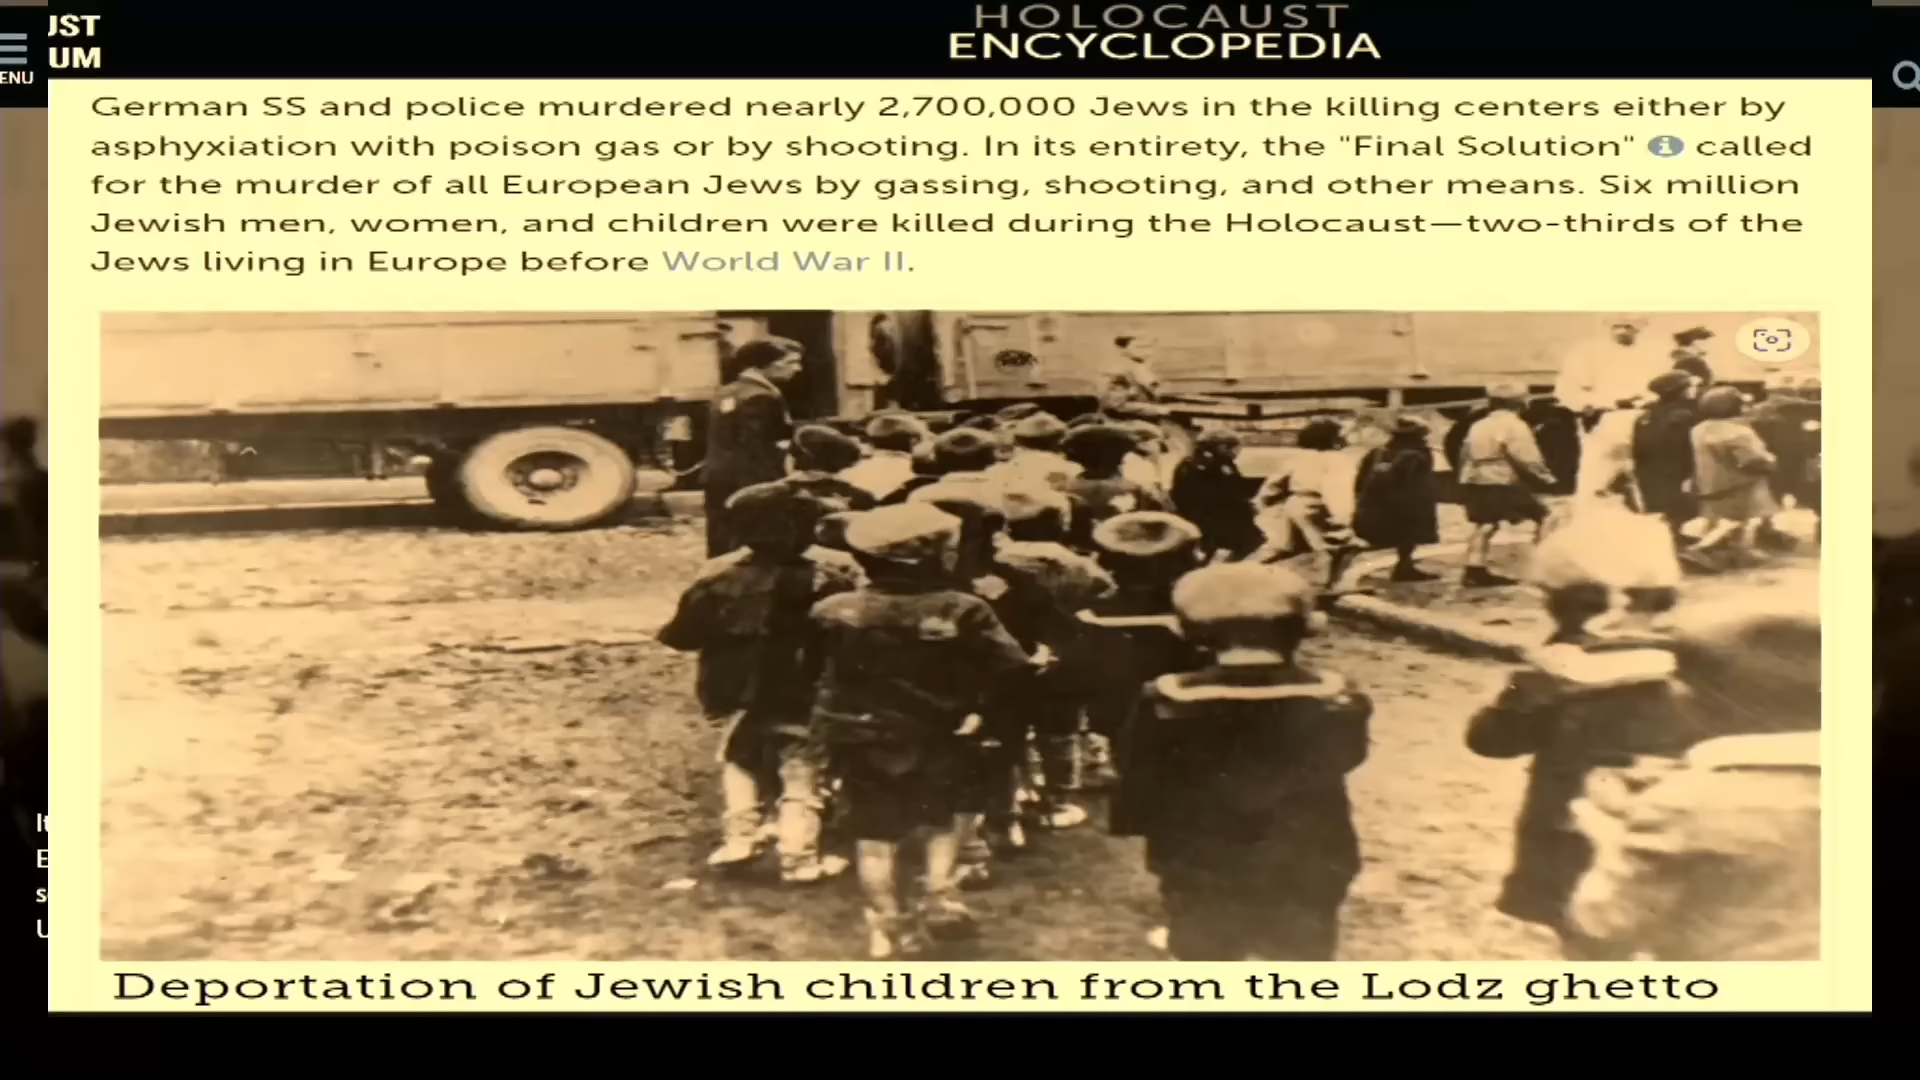 HOLOCAUST
ENCYCLOPEDIA
UST
UM
ENU
German SS and police murdered nearly 2,700,000 Jews in the killing centers either by
asphyxiation with poison gas or by shooting. In its entirety, the "Final Solution" i called
for the murder of all European Jews by gassing, shooting, and other means. Six million
Jewish men, women, and children were killed during the Holocaust—two-thirds of the
Jews living in Europe before World War II.
It
E
s
U
Deportation of Jewish children from the Lodz ghetto